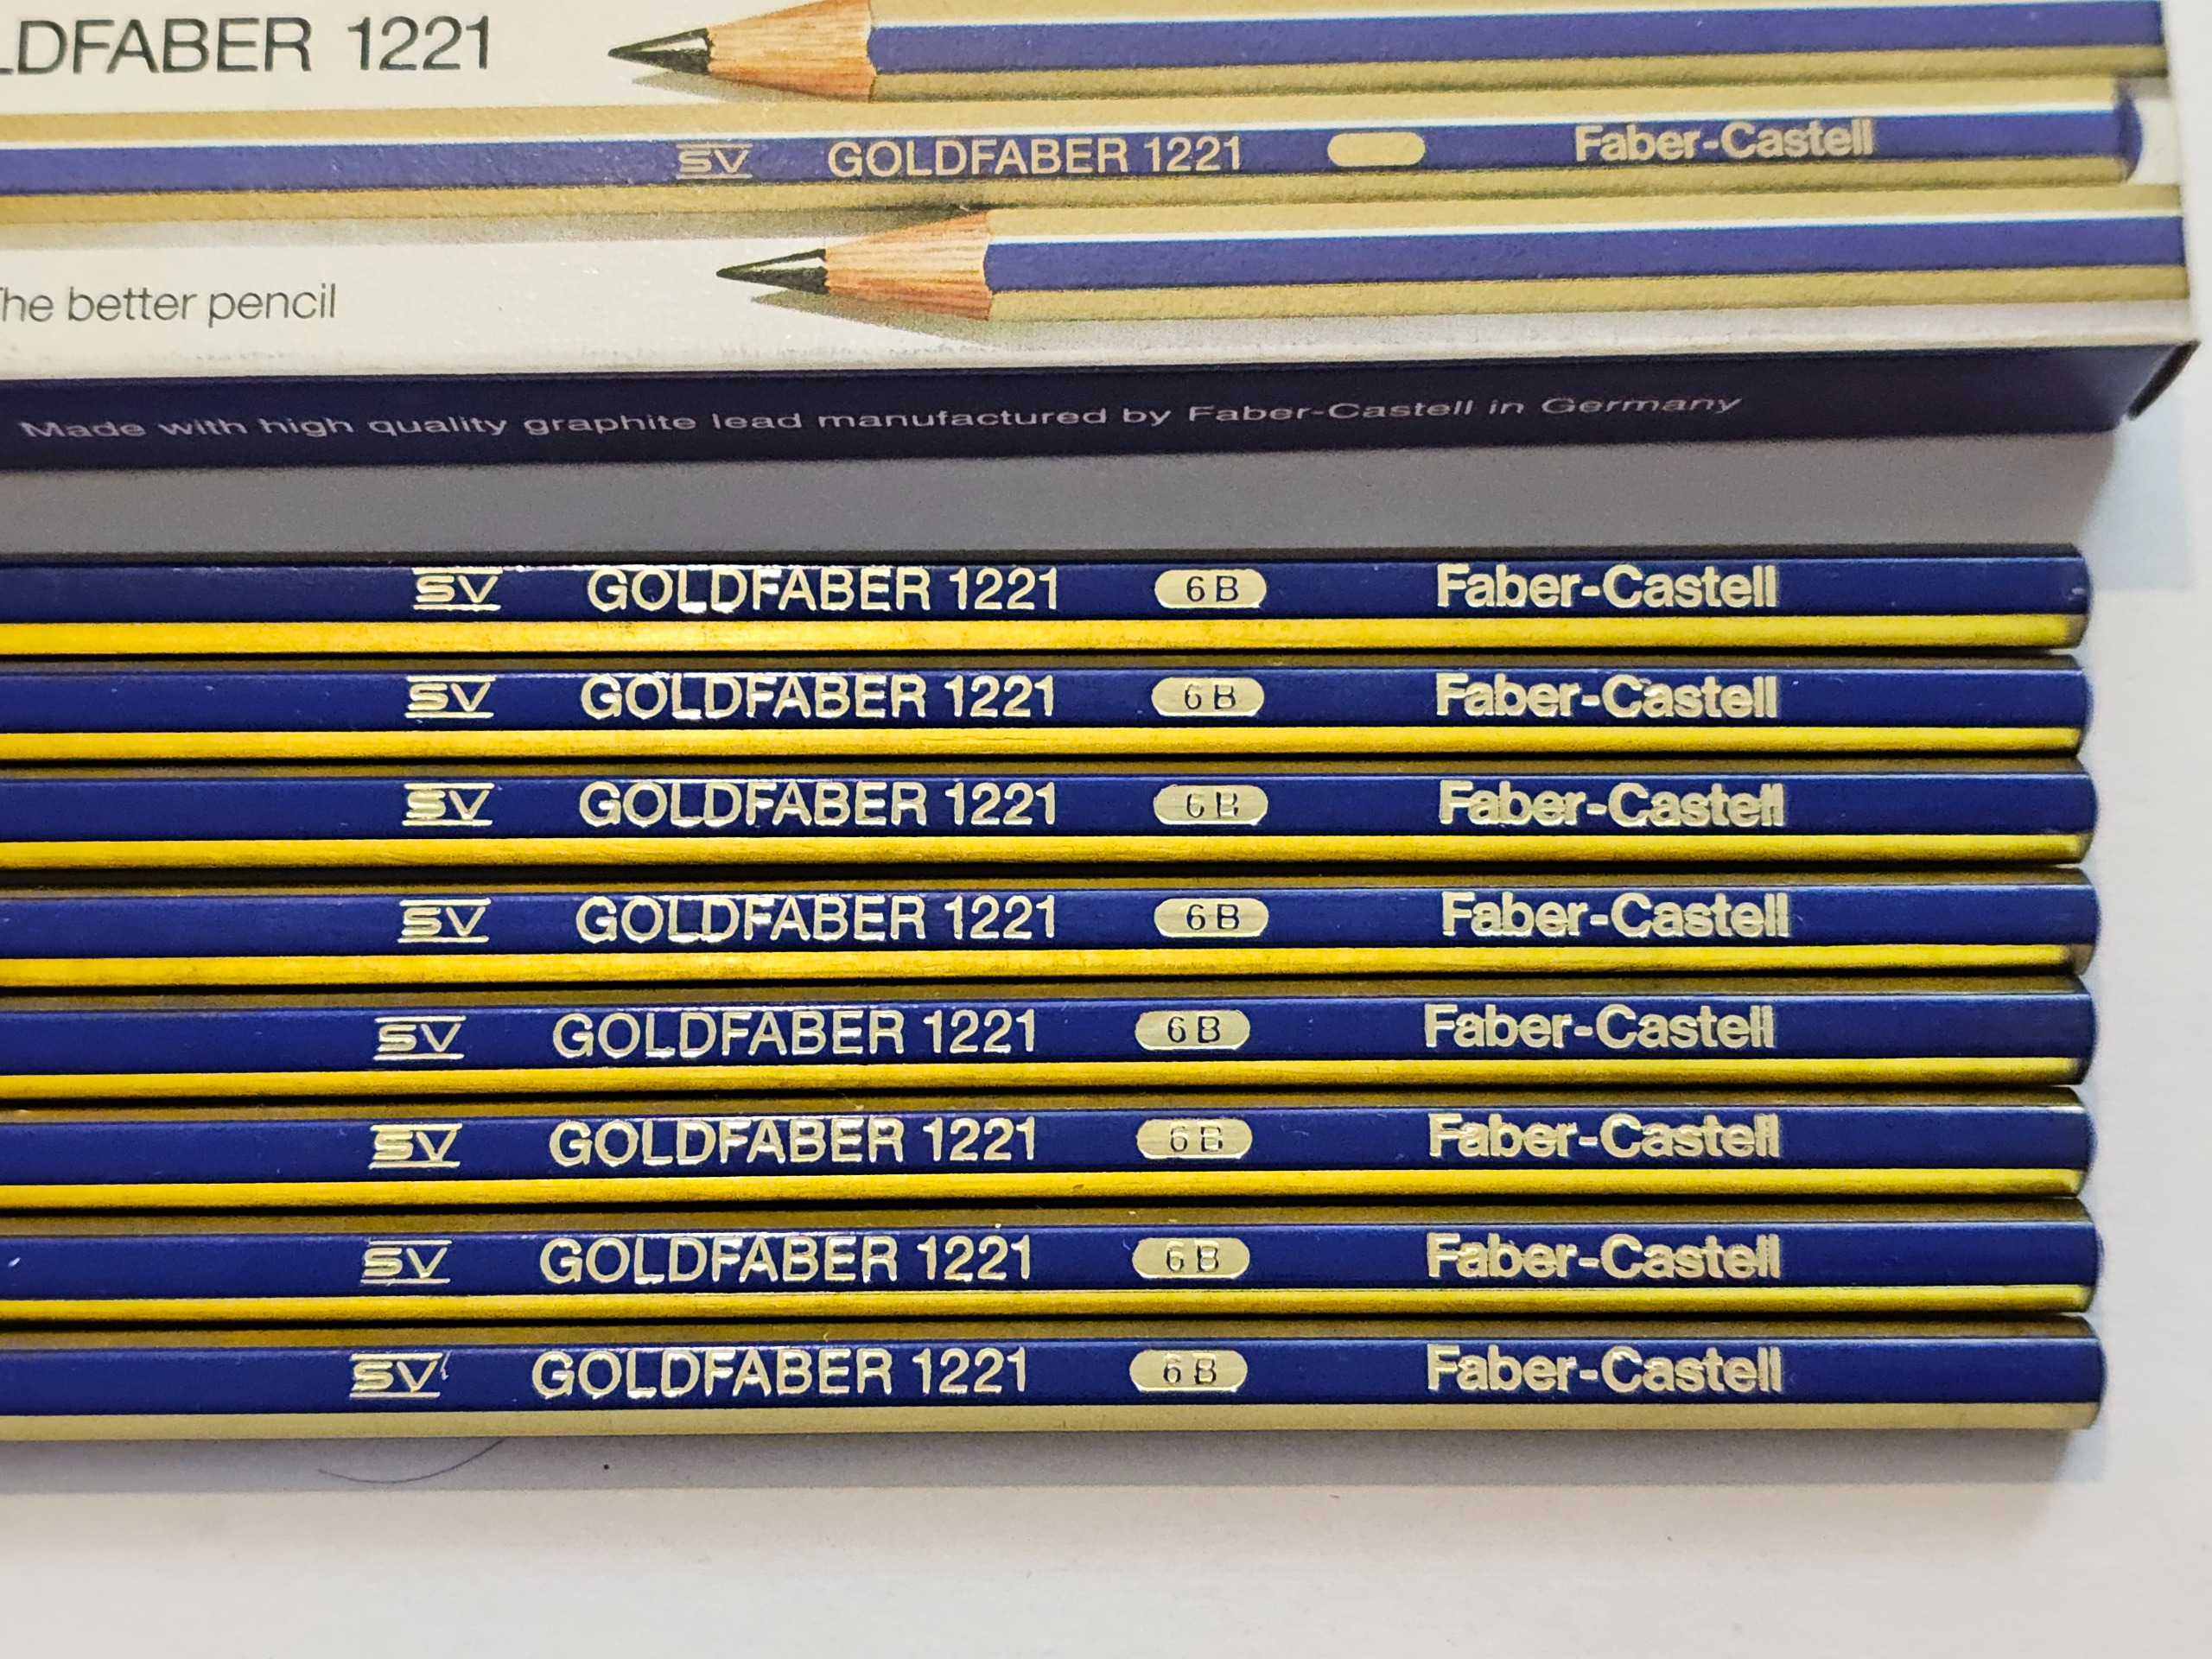 LDFABER 1221
SV GOLDFABER 1221 Faber-Castell
The better pencil
Made with high quality graphite lead manufactured by Faber-Castell in Germany
SV GOLDFABER 1221 6B Faber-Castell
SV GOLDFABER 1221 6B Faber-Castell
SV GOLDFABER 1221 6B Faber-Castell
SV GOLDFABER 1221 6B Faber-Castell
SV GOLDFABER 1221 6B Faber-Castell
SV GOLDFABER 1221 6B Faber-Castell
SV GOLDFABER 1221 6B Faber-Castell
SV GOLDFABER 1221 6B Faber-Castell